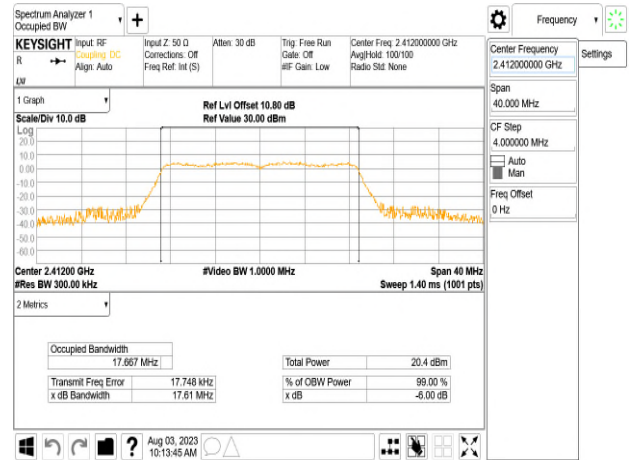 Spectrum Analyzer 1
Occupied BW
Frequency
KEYSIGHT
R
Input: RF
Coupling: DC
Align: Auto
Input Z: 50 Ω
Corrections: Off
Freq Ref: Int (S)
Atten: 30 dB
Trig: Free Run
Gate: Off
#IF Gain: Low
Center Freq: 2.412000000 GHz
Avg|Hold: 100/100
Radio Std: None
Center Frequency
2.412000000 GHz
Settings
Span
40.000 MHz
CF Step
4.000000 MHz
Auto
Man
Freq Offset
0 Hz
1 Graph
Scale/Div 10.0 dB
Ref Lvl Offset 10.80 dB
Ref Value 30.00 dBm
Log
20.0
10.0
0.00
-10.0
-20.0
-30.0
-40.0
-50.0
-60.0
Center 2.41200 GHz
#Res BW 300.00 kHz
#Video BW 1.0000 MHz
Span 40 MHz
Sweep 1.40 ms (1001 pts)
2 Metrics
Occupied Bandwidth
17.667 MHz
Total Power 20.4 dBm
Transmit Freq Error 17.748 kHz
% of OBW Power 99.00 %
x dB Bandwidth 17.61 MHz
x dB -6.00 dB
?
Aug 03, 2023
10:13:45 AM